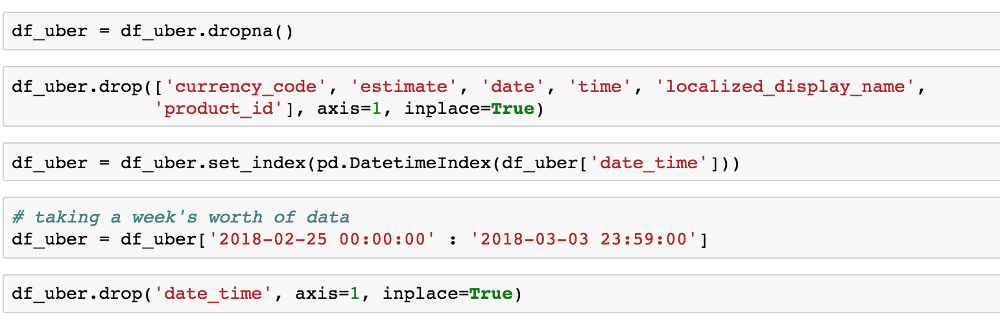 df_uber = df_uber.dropna()
df_uber.drop(['currency_code', 'estimate', 'date', 'time', 'localized_display_name',
'product_id'], axis=1, inplace=True)
df_uber = df_uber.set_index(pd.DatetimeIndex(df_uber['date_time']))
# taking a week's worth of data
df_uber = df_uber['2018-02-25 00:00:00' : '2018-03-03 23:59:00']
df_uber.drop('date_time', axis=1, inplace=True)